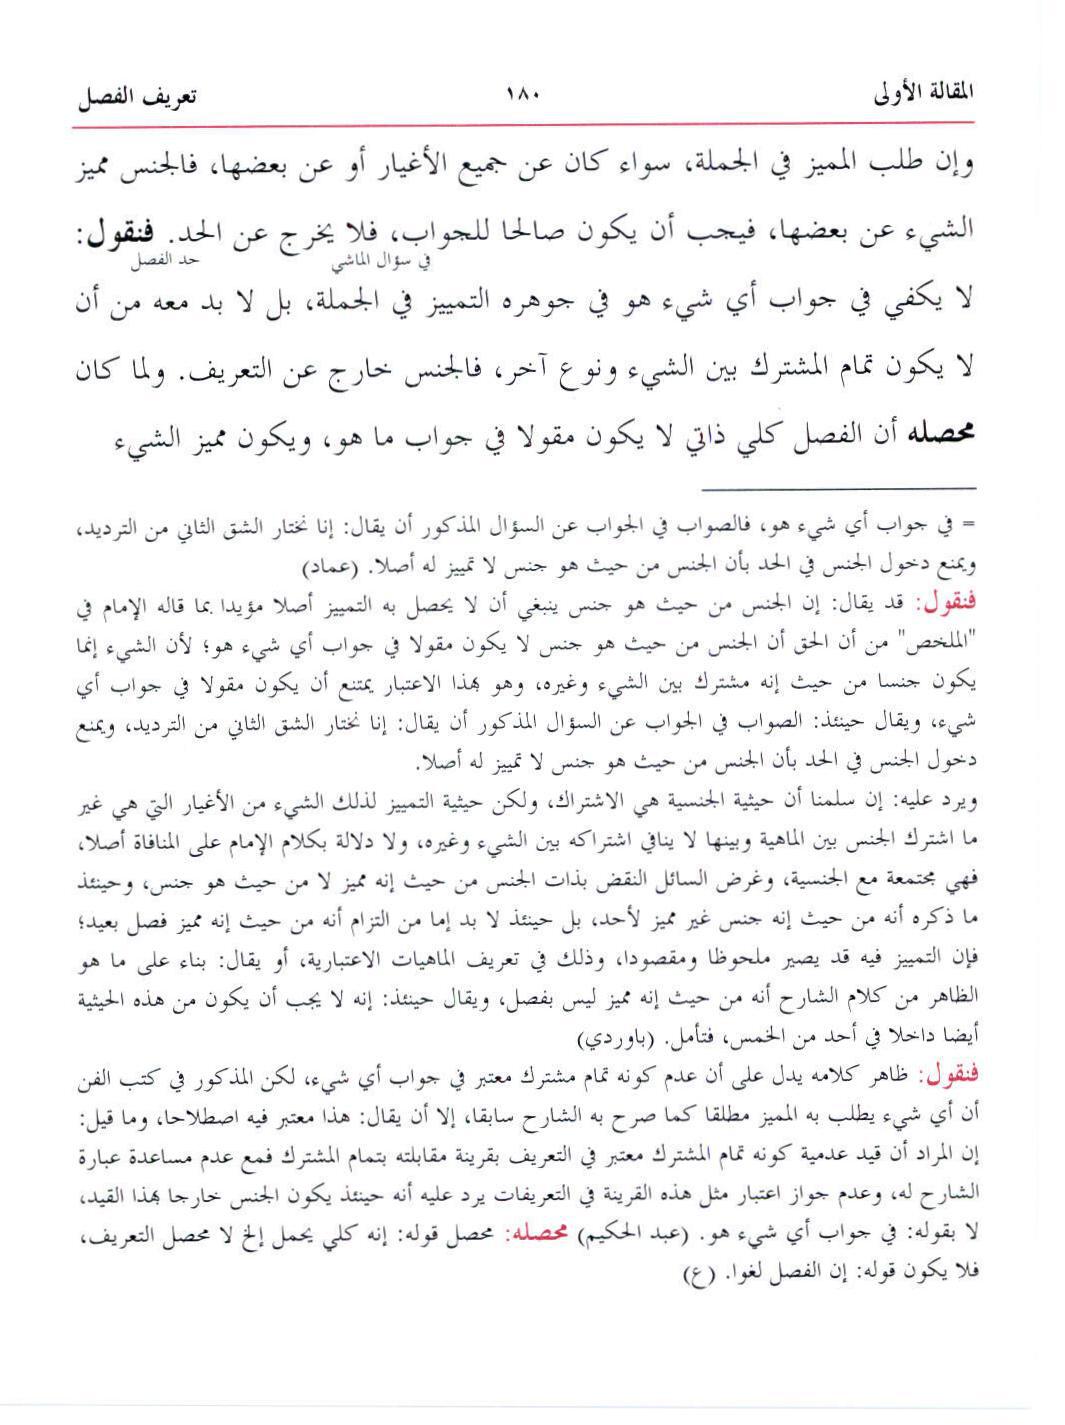 المقالة الأولى ١٨٠ تعريف الفصل
وإن طلب المميز في الجملة، سواء كان عن جميع الأغيار أو عن بعضها، فالجنس مميز
الشيء عن بعضها، فيجب أن يكون صالحا للجواب، فلا يخرج عن الحد. فنقول:
في سؤال الماشي حد الفصل
لا يكفي في جواب أي شيء هو في جوهره التمييز في الجملة، بل لا بد معه من أن
لا يكون تمام المشترك بين الشيء ونوع آخر، فالجنس خارج عن التعريف. ولما كان
محصله أن الفصل كلي ذاتي لا يكون مقولا في جواب ما هو، ويكون مميز الشيء
= في جواب أي شيء هو، فالصواب في الجواب عن السؤال المذكور أن يقال: إنا نختار الشق الثاني من الترديد،
ويمنع دخول الجنس في الحد بأن الجنس من حيث هو جنس لا تمييز له أصلا. (عماد)
فنقول: قد يقال: إن الجنس من حيث هو جنس ينبغي أن لا يحصل به التمييز أصلا مؤيدا بما قاله الإمام في
"الملخص" من أن الحق أن الجنس من حيث هو جنس لا يكون مقولا في جواب أي شيء هو؛ لأن الشيء إنما
يكون جنسا من حيث إنه مشترك بين الشيء وغيره، وهو بهذا الاعتبار يمتنع أن يكون مقولا في جواب أي
شيء، ويقال حينئذ: الصواب في الجواب عن السؤال المذكور أن يقال: إنا نختار الشق الثاني من الترديد، ويمنع
دخول الجنس في الحد بأن الجنس من حيث هو جنس لا تمييز له أصلا.
ويرد عليه: إن سلمنا أن حيثية الجنسية هي الاشتراك، ولكن حيثية التمييز لذلك الشيء من الأغيار التي هي غير
ما اشترك الجنس بين الماهية وبينها لا ينافي اشتراكه بين الشيء وغيره، ولا دلالة بكلام الإمام على المنافاة أصلا،
فهي مجتمعة مع الجنسية، وغرض السائل النقض بذات الجنس من حيث إنه مميز لا من حيث هو جنس، وحينئذ
ما ذكره أنه من حيث إنه جنس غير مميز لأحد، بل حينئذ لا بد إما من التزام أنه من حيث إنه مميز فصل بعيد؛
فإن التمييز فيه قد يصير ملحوظا ومقصودا، وذلك في تعريف الماهيات الاعتبارية، أو يقال: بناء على ما هو
الظاهر من كلام الشارح أنه من حيث إنه مميز ليس بفصل، ويقال حينئذ: إنه لا يجب أن يكون من هذه الحيثية
أيضا داخلا في أحد من الخمس، فتأمل. (باوردي)
فنقول: ظاهر كلامه يدل على أن عدم كونه تمام مشترك معتبر في جواب أي شيء، لكن المذكور في كتب الفن
أن أي شيء يطلب به المميز مطلقا كما صرح به الشارح سابقا، إلا أن يقال: هذا معتبر فيه اصطلاحا، وما قيل:
إن المراد أن قيد عدمية كونه تمام المشترك معتبر في التعريف بقرينة مقابلته بتمام المشترك فمع عدم مساعدة عبارة
الشارح له، وعدم جواز اعتبار مثل هذه القرينة في التعريفات يرد عليه أنه حينئذ يكون الجنس خارجا بهذا القيد،
لا بقوله: في جواب أي شيء هو. (عبد الحكيم) محصله: محصل قوله: إنه كلي يحمل إلخ لا محصل التعريف،
فلا يكون قوله: إن الفصل لغوا. (ع)